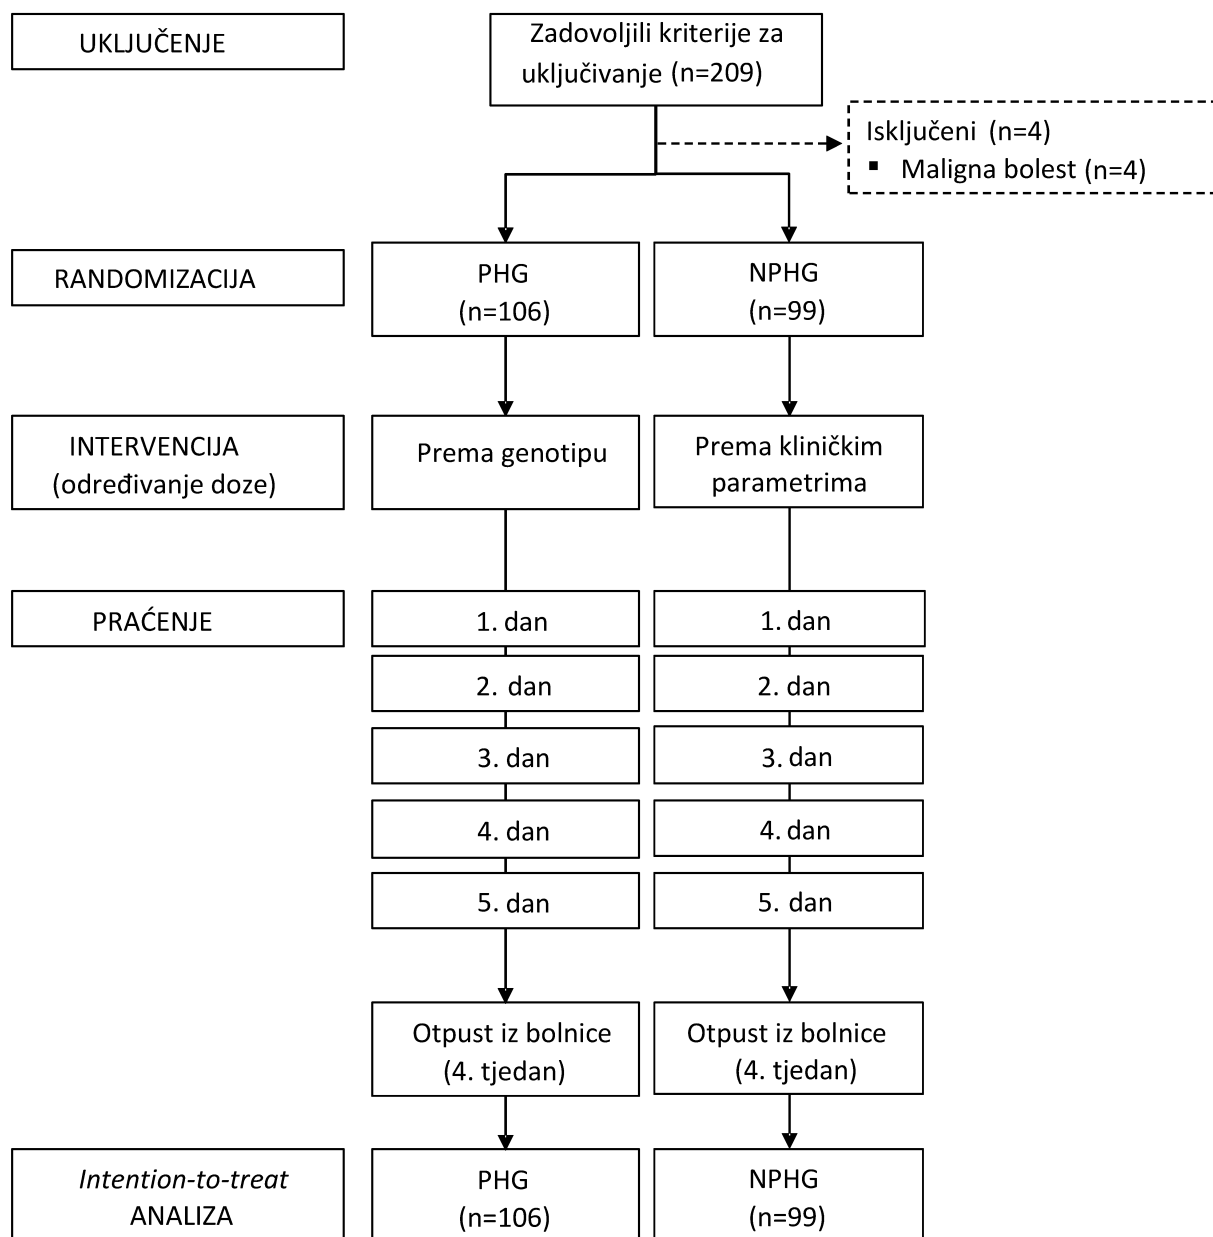 UKLJUČENJE
Zadovoljili kriterije za
uključivanje (n=209)
Isključeni (n=4)
▪ Maligna bolest (n=4)
RANDOMIZACIJA
PHG
(n=106)
NPHG
(n=99)
INTERVENCIJA
(određivanje doze)
Prema genotipu
Prema kliničkim
parametrima
PRAĆENJE
1. dan
1. dan
2. dan
2. dan
3. dan
3. dan
4. dan
4. dan
5. dan
5. dan
Otpust iz bolnice
(4. tjedan)
Otpust iz bolnice
(4. tjedan)
Intention-to-treat
ANALIZA
PHG
(n=106)
NPHG
(n=99)